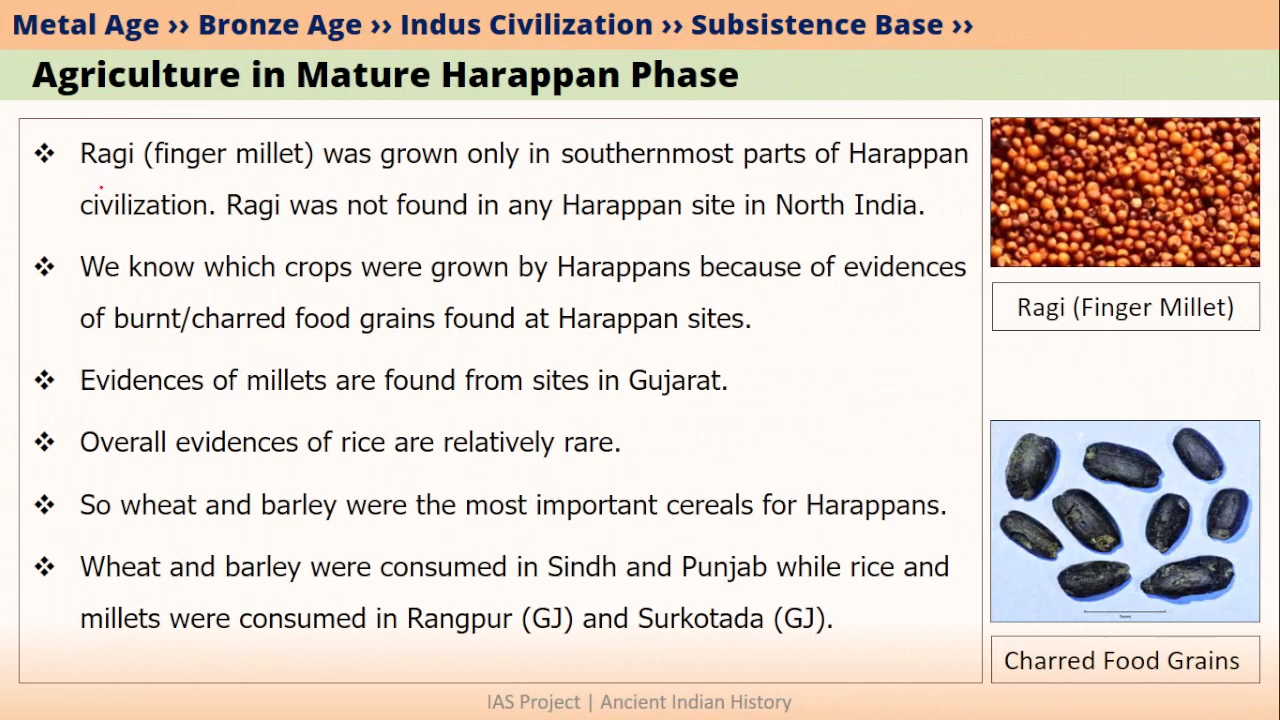 Metal Age ›› Bronze Age ›› Indus Civilization ›› Subsistence Base ››
Agriculture in Mature Harappan Phase
❖ Ragi (finger millet) was grown only in southernmost parts of Harappan
civilization. Ragi was not found in any Harappan site in North India.
❖ We know which crops were grown by Harappans because of evidences
of burnt/charred food grains found at Harappan sites.
❖ Evidences of millets are found from sites in Gujarat.
❖ Overall evidences of rice are relatively rare.
❖ So wheat and barley were the most important cereals for Harappans.
❖ Wheat and barley were consumed in Sindh and Punjab while rice and
millets were consumed in Rangpur (GJ) and Surkotada (GJ).
Ragi (Finger Millet)
Charred Food Grains
IAS Project | Ancient Indian History